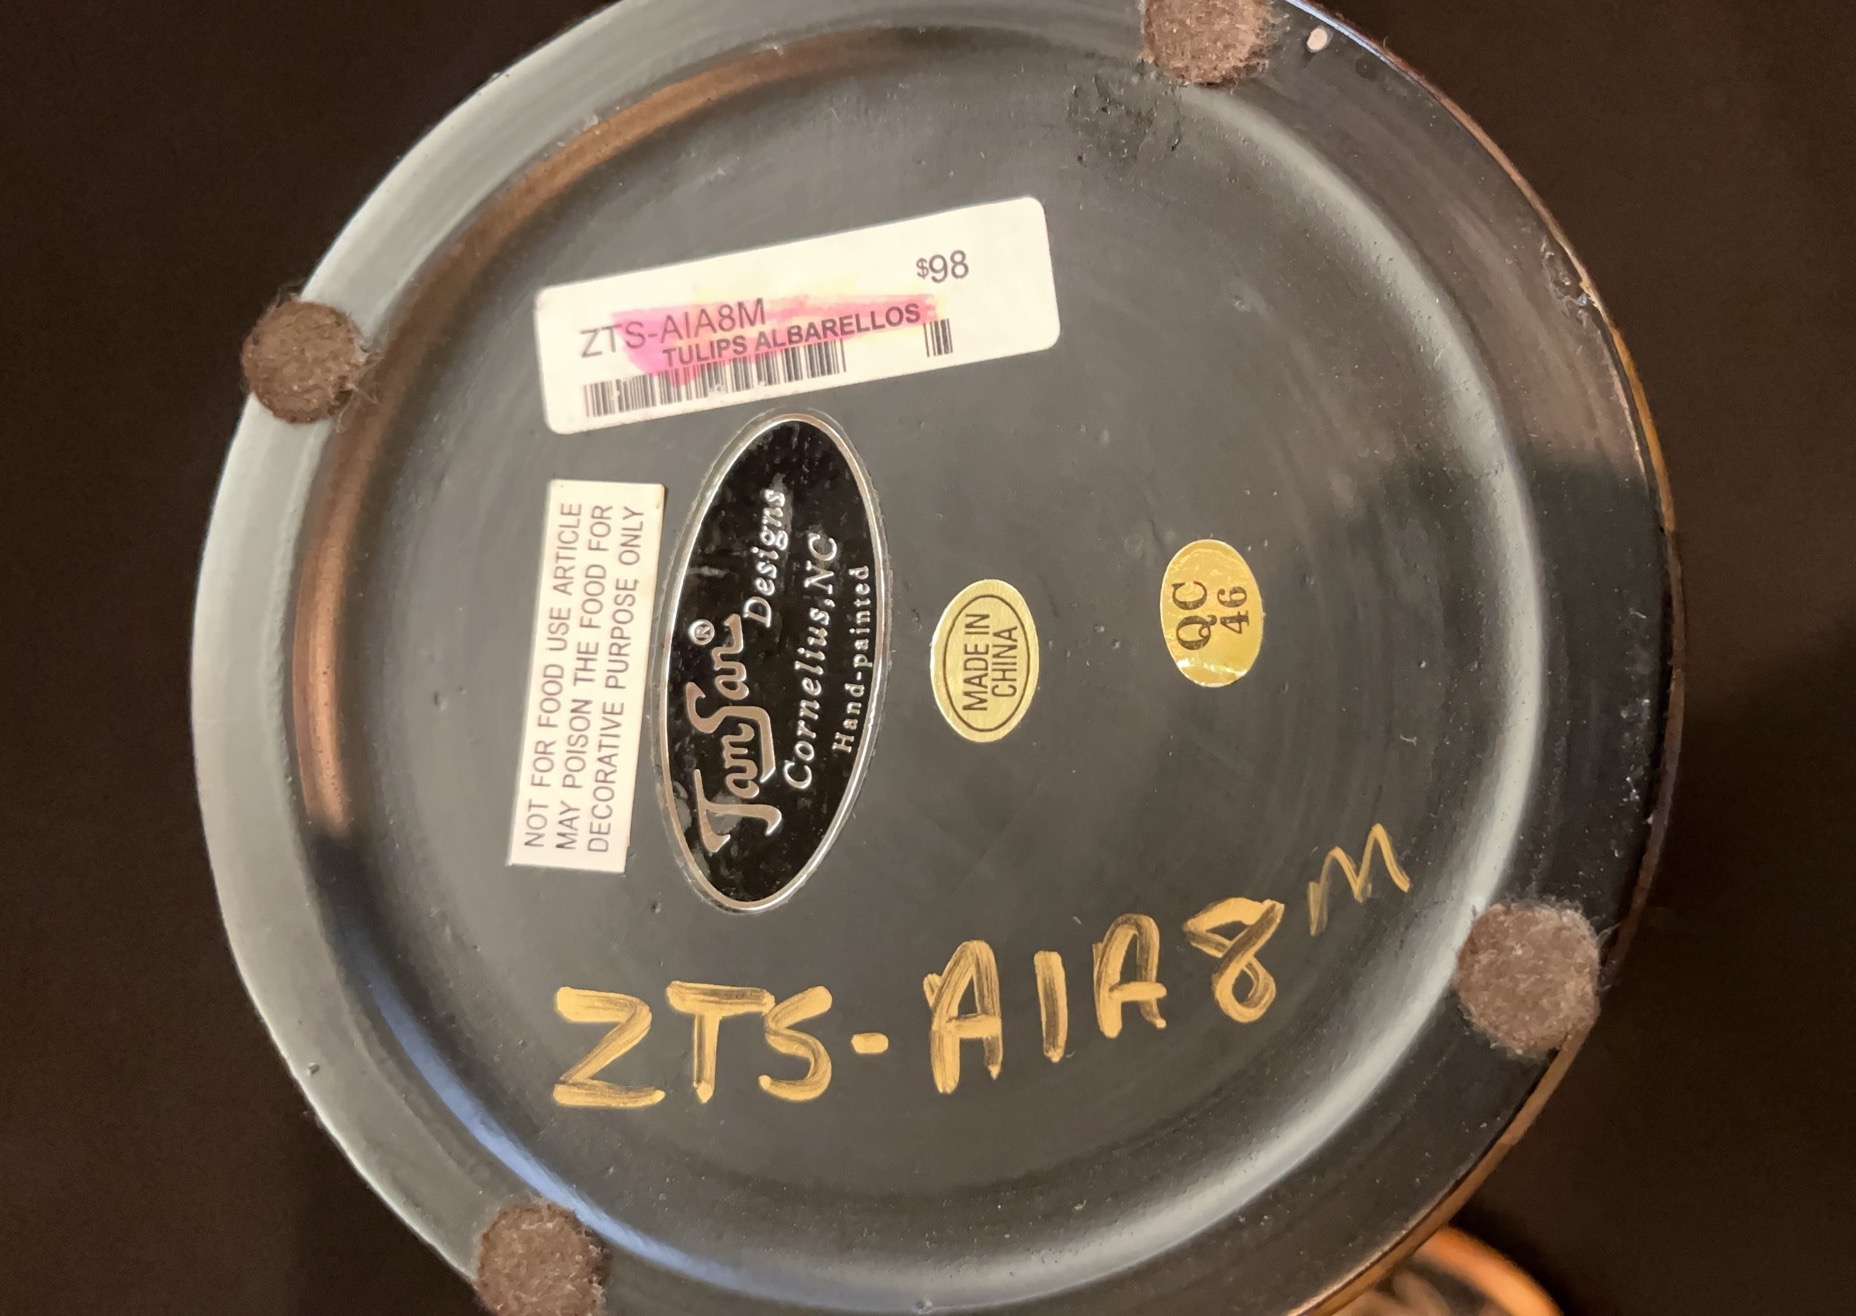 $98
ZTS-AIA8M
TULIPS ALBARELLOS
NOT FOR FOOD USE ARTICLE
MAY POISON THE FOOD FOR
DECORATIVE PURPOSE ONLY
TamSan® Designs
Cornelius, NC
Hand-painted
MADE IN
CHINA
QC
46
ZTS-AIA8M